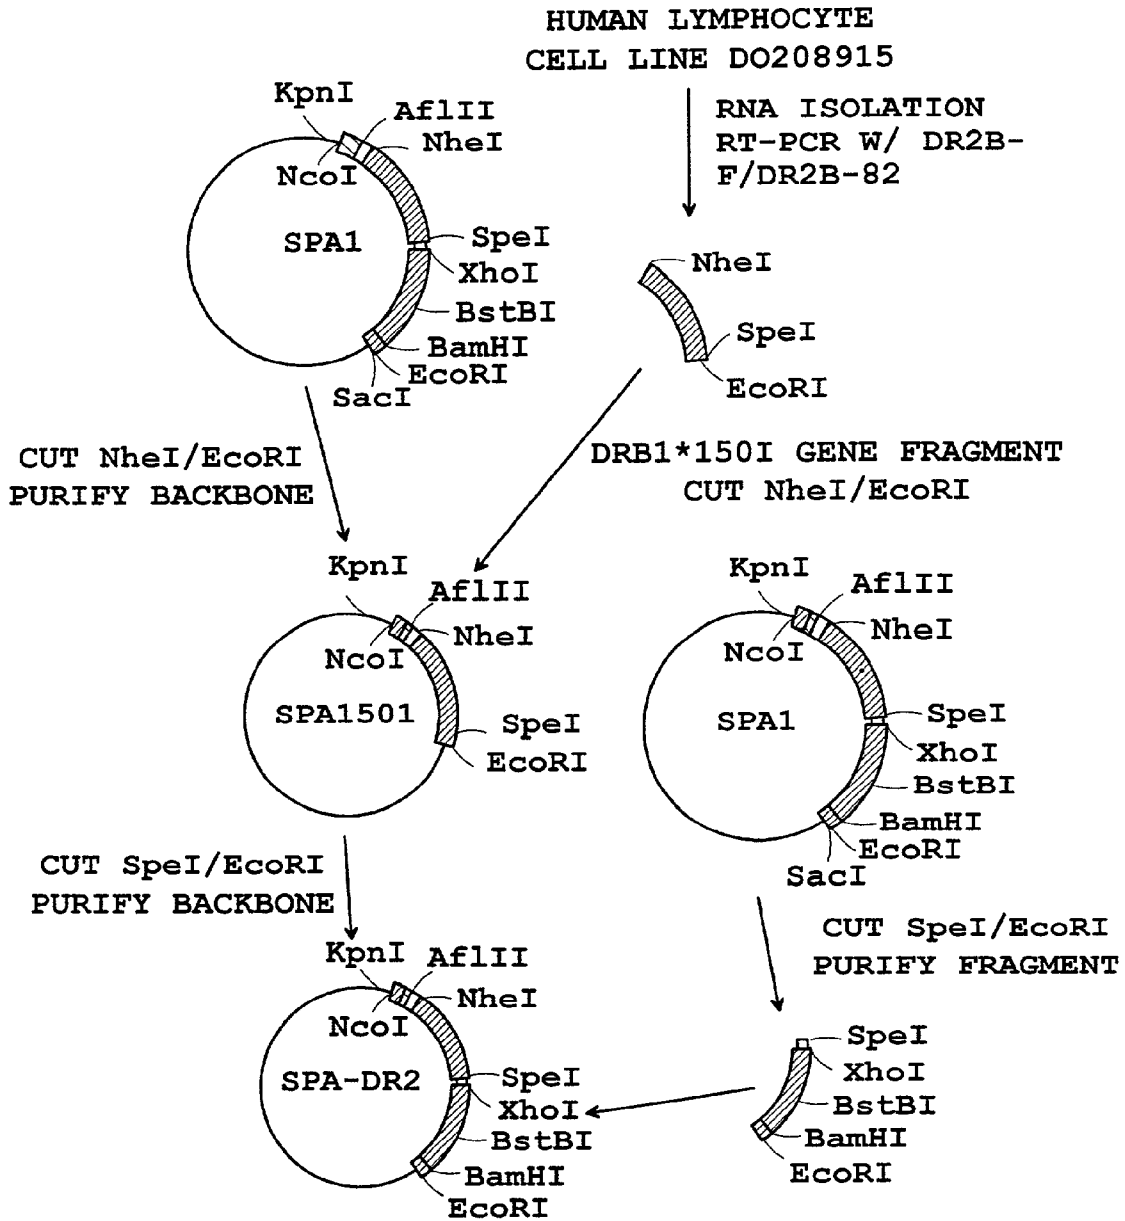 HUMAN LYMPHOCYTE
CELL LINE DO208915
RNA ISOLATION
RT-PCR W/ DR2B-
F/DR2B-82
KpnI
AflII
NheI
NcoI
SPA1
SpeI
XhoI
BstBI
BamHI
EcoRI
SacI
NheI
SpeI
EcoRI
CUT NheI/EcoRI
PURIFY BACKBONE
DRB1*150I GENE FRAGMENT
CUT NheI/EcoRI
KpnI
AflII
NheI
NcoI
SPA1501
SpeI
EcoRI
KpnI
AflII
NheI
NcoI
SPA1
SpeI
XhoI
BstBI
BamHI
EcoRI
SacI
CUT SpeI/EcoRI
PURIFY BACKBONE
CUT SpeI/EcoRI
PURIFY FRAGMENT
KpnI
AflII
NheI
NcoI
SPA-DR2
SpeI
XhoI
BstBI
BamHI
EcoRI
SpeI
XhoI
BstBI
BamHI
EcoRI